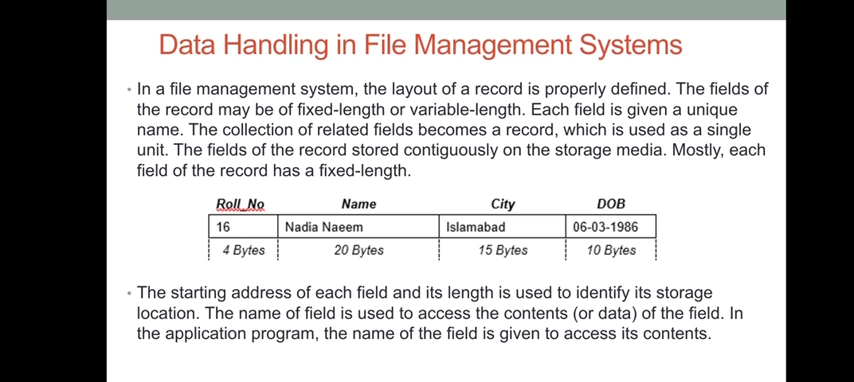 Data Handling in File Management Systems
• In a file management system, the layout of a record is properly defined. The fields of
the record may be of fixed-length or variable-length. Each field is given a unique
name. The collection of related fields becomes a record, which is used as a single
unit. The fields of the record stored contiguously on the storage media. Mostly, each
field of the record has a fixed-length.
Roll_No Name City DOB
16 Nadia Naeem Islamabad 06-03-1986
4 Bytes 20 Bytes 15 Bytes 10 Bytes
• The starting address of each field and its length is used to identify its storage
location. The name of field is used to access the contents (or data) of the field. In
the application program, the name of the field is given to access its contents.